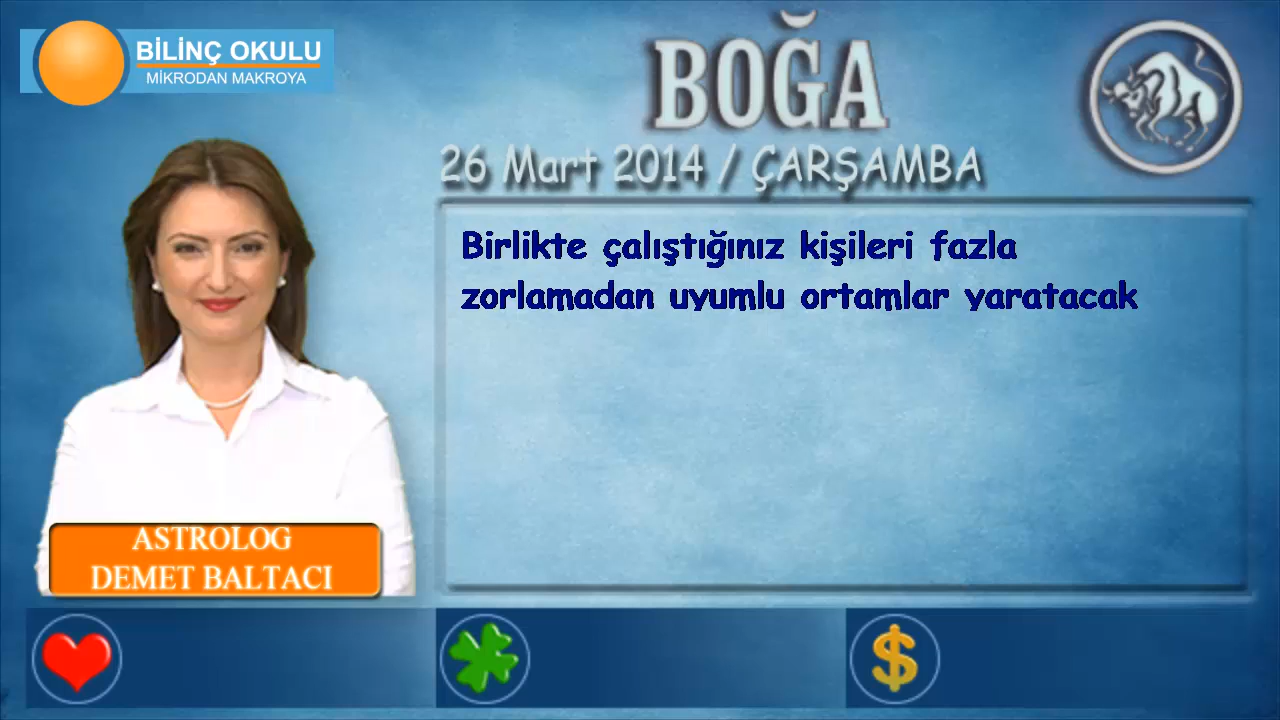 BİLİNÇ OKULU
MİKRODAN MAKROYA
BOĞA
26 Mart 2014 / ÇARŞAMBA
Birlikte çalıştığınız kişileri fazla
zorlamadan uyumlu ortamlar yaratacak
ASTROLOG
DEMET BALTACI
$